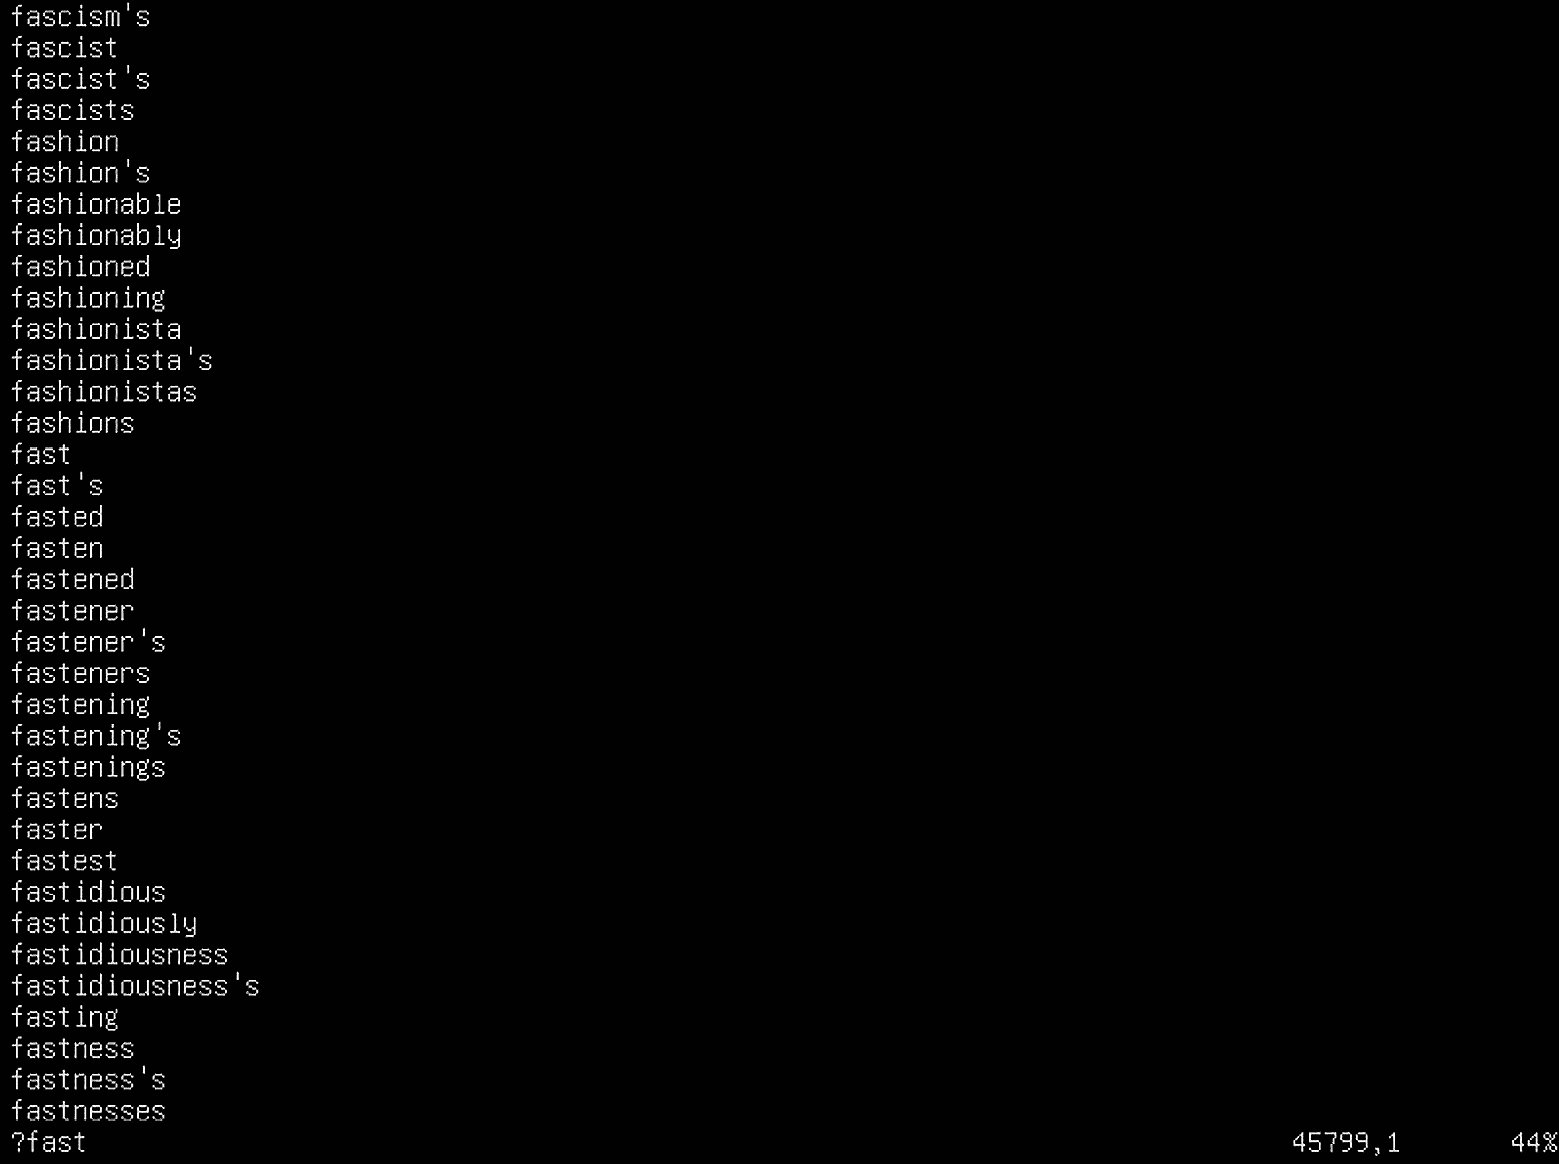 fascism's
fascist
fascist's
fascists
fashion
fashion's
fashionable
fashionably
fashioned
fashioning
fashionista
fashionista's
fashionistas
fashions
fast
fast's
fasted
fasten
fastened
fastener
fastener's
fasteners
fastening
fastening's
fastenings
fastens
faster
fastest
fastidious
fastidiously
fastidiousness
fastidiousness's
fasting
fastness
fastness's
fastnesses
?fast 45799,1 44%